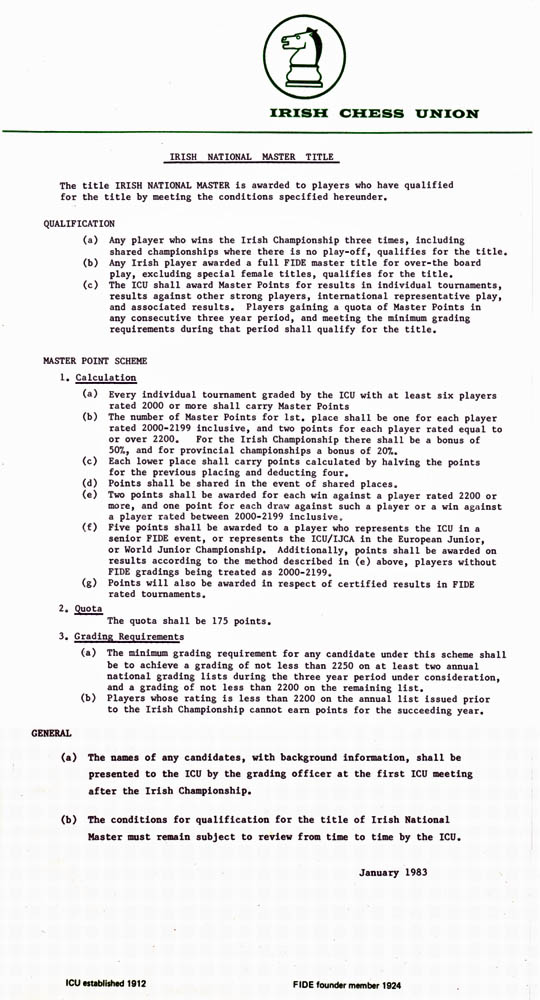 IRISH CHESS UNION
IRISH NATIONAL MASTER TITLE
The title IRISH NATIONAL MASTER is awarded to players who have qualified
for the title by meeting the conditions specified hereunder.
QUALIFICATION
(a) Any player who wins the Irish Championship three times, including
shared championships where there is no play-off, qualifies for the title.
(b) Any Irish player awarded a full FIDE master title for over-the board
play, excluding special female titles, qualifies for the title.
(c) The ICU shall award Master Points for results in individual tournaments,
results against other strong players, international representative play,
and associated results. Players gaining a quota of Master Points in
any consecutive three year period, and meeting the minimum grading
requirements during that period shall qualify for the title.
MASTER POINT SCHEME
1. Calculation
(a) Every individual tournament graded by the ICU with at least six players
rated 2000 or more shall carry Master Points
(b) The number of Master Points for 1st. place shall be one for each player
rated 2000-2199 inclusive, and two points for each player rated equal to
or over 2200. For the Irish Championship there shall be a bonus of
50%, and for provincial championships a bonus of 20%.
(c) Each lower place shall carry points calculated by halving the points
for the previous placing and deducting four.
(d) Points shall be shared in the event of shared places.
(e) Two points shall be awarded for each win against a player rated 2200 or
more, and one point for each draw against such a player or a win against
a player rated between 2000-2199 inclusive.
(f) Five points shall be awarded to a player who represents the ICU in a
senior FIDE event, or represents the ICU/IJCA in the European Junior,
or World Junior Championship. Additionally, points shall be awarded on
results according to the method described in (e) above, players without
FIDE gradings being treated as 2000-2199.
(g) Points will also be awarded in respect of certified results in FIDE
rated tournaments.
2. Quota
The quota shall be 175 points.
3. Grading Requirements
(a) The minimum grading requirement for any candidate under this scheme shall
be to achieve a grading of not less than 2250 on at least two annual
national grading lists during the three year period under consideration,
and a grading of not less than 2200 on the remaining list.
(b) Players whose rating is less than 2200 on the annual list issued prior
to the Irish Championship cannot earn points for the succeeding year.
GENERAL
(a) The names of any candidates, with background information, shall be
presented to the ICU by the grading officer at the first ICU meeting
after the Irish Championship.
(b) The conditions for qualification for the title of Irish National
Master must remain subject to review from time to time by the ICU.
January 1983
ICU established 1912
FIDE founder member 1924